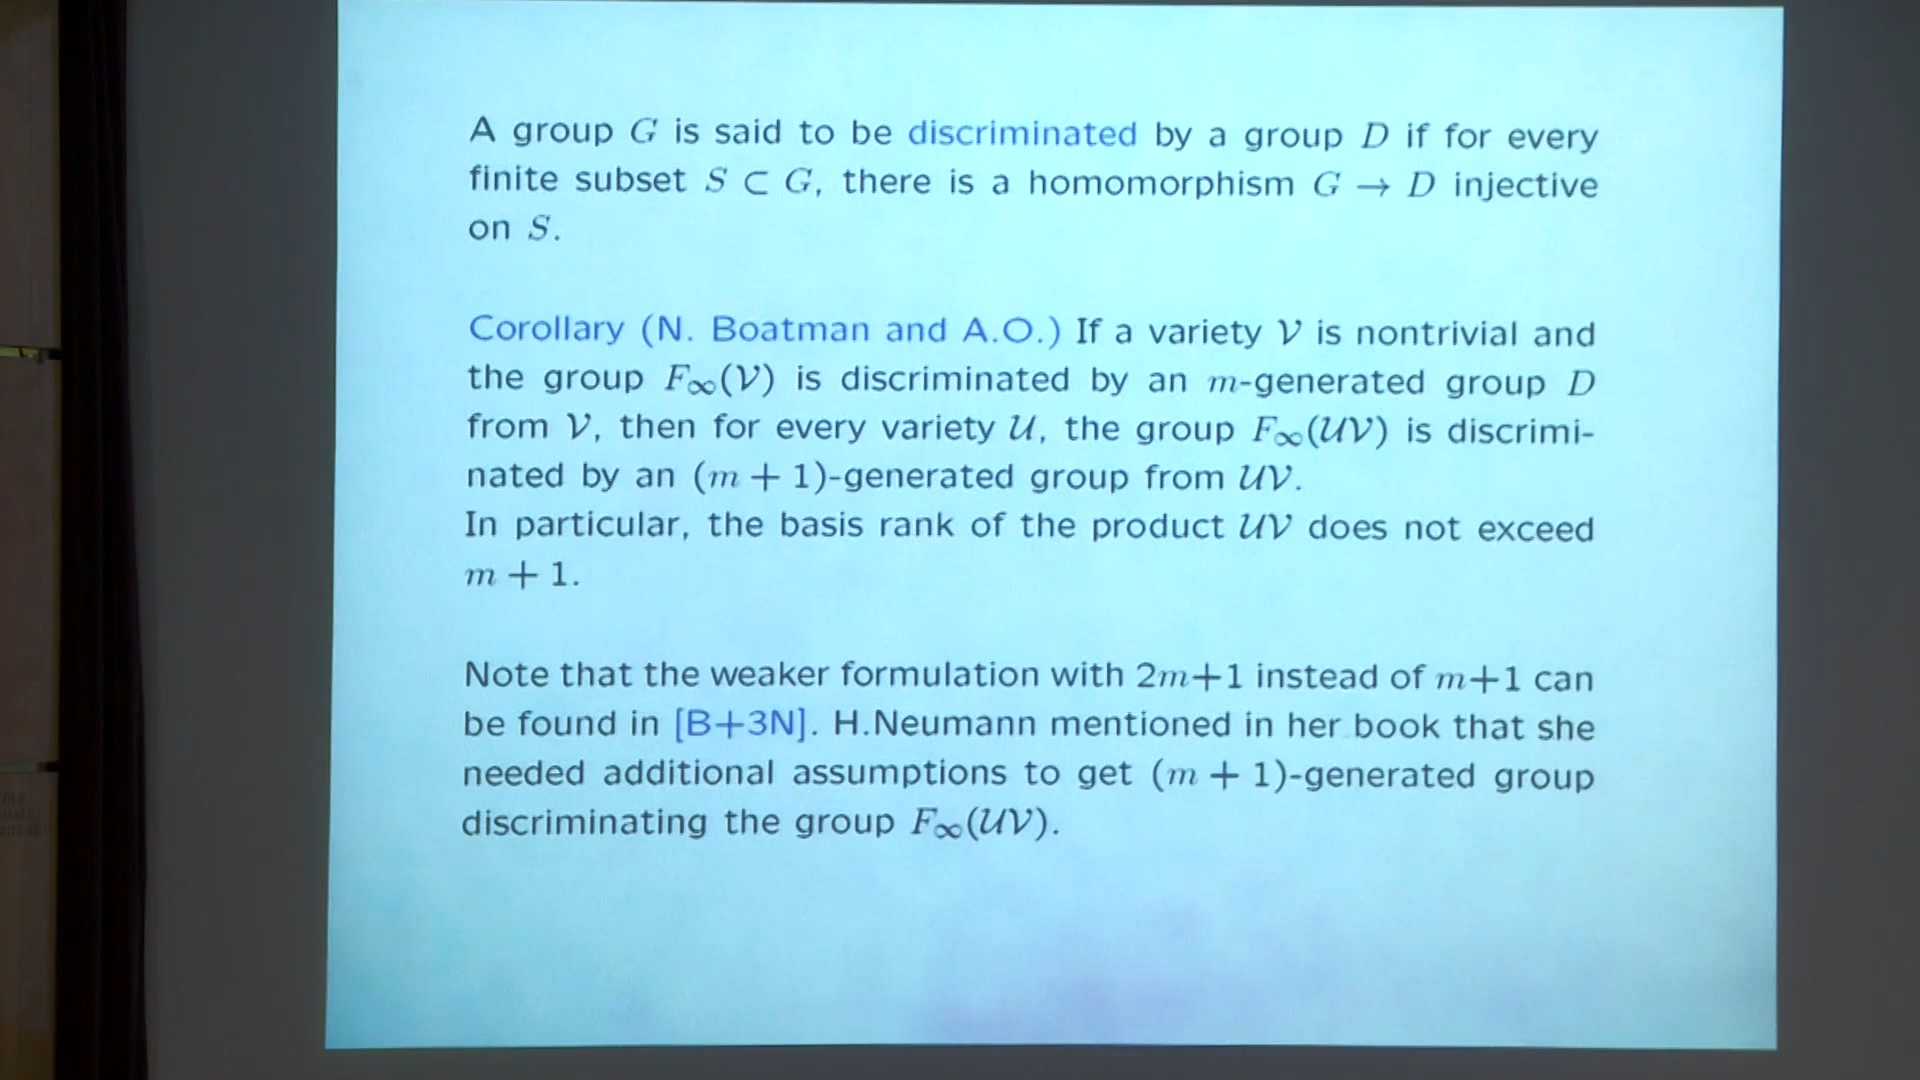 A group G is said to be discriminated by a group D if for every
finite subset S ⊂ G, there is a homomorphism G → D injective
on S.
Corollary (N. Boatman and A.O.) If a variety 𝒱 is nontrivial and
the group F∞(𝒱) is discriminated by an m-generated group D
from 𝒱, then for every variety 𝒰, the group F∞(𝒰𝒱) is discrimi-
nated by an (m + 1)-generated group from 𝒰𝒱.
In particular, the basis rank of the product 𝒰𝒱 does not exceed
m + 1.
Note that the weaker formulation with 2m+1 instead of m+1 can
be found in [B+3N]. H.Neumann mentioned in her book that she
needed additional assumptions to get (m + 1)-generated group
discriminating the group F∞(𝒰𝒱).